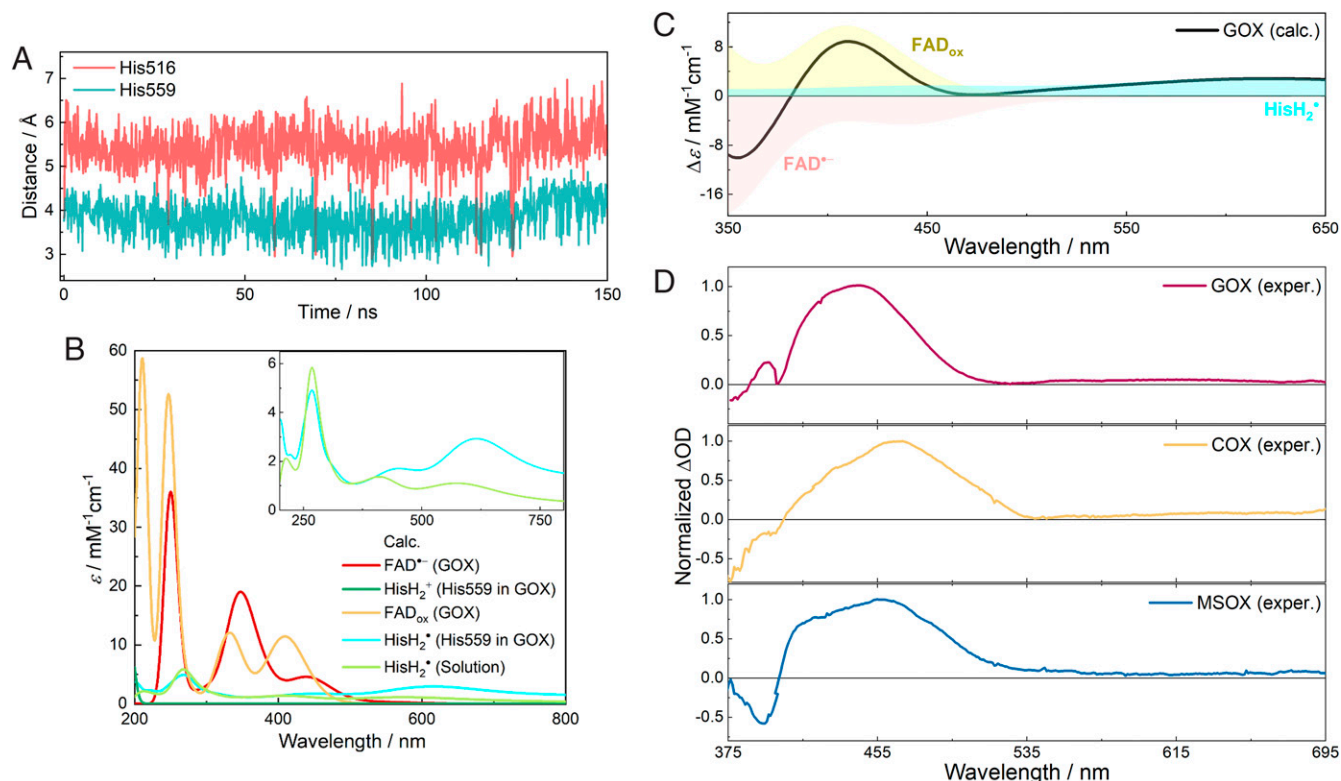 A
His516
His559
7
6
5
4
3
Distance / Å
0
50
100
150
Time / ns
B
60
50
40
30
20
10
0
ε / mM⁻¹cm⁻¹
200
400
600
800
Wavelength / nm
6
4
2
0
250
500
750
Calc.
FAD•− (GOX)
HisH₂⁺ (His559 in GOX)
FADox (GOX)
HisH₂• (His559 in GOX)
HisH₂• (Solution)
C
GOX (calc.)
FADox
HisH₂•
FAD•−
8
0
-8
-16
Δε / mM⁻¹cm⁻¹
350
450
550
650
Wavelength / nm
D
GOX (exper.)
1.0
0.5
0.0
COX (exper.)
1.0
0.5
0.0
-0.5
MSOX (exper.)
1.0
0.5
0.0
-0.5
Normalized ΔOD
375
455
535
615
695
Wavelength / nm